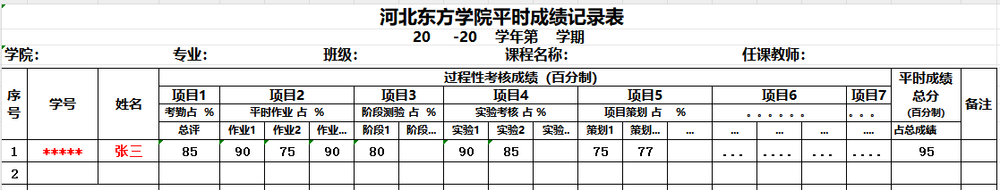 河北东方学院平时成绩记录表
20 -20 学年第 学期
学院: 专业: 班级: 课程名称: 任课教师:
序号 学号 姓名 过程性考核成绩(百分制) 平时成绩总分(百分制) 备注
项目1 项目2 项目3 项目4 项目5 项目6 项目7
考勤占 % 平时作业 占 % 阶段测验 占 % 实验考核 占 % 项目策划 占 % 。。。。。。 。。。
总评 作业1 作业2 作业... 阶段1 阶段... 实验1 实验2 实验.. 策划1 策划... ... ... ... ... .... 占总成绩
1 ***** 张三 85 90 75 90 80 90 85 75 77 ... .... ... .... 95
2